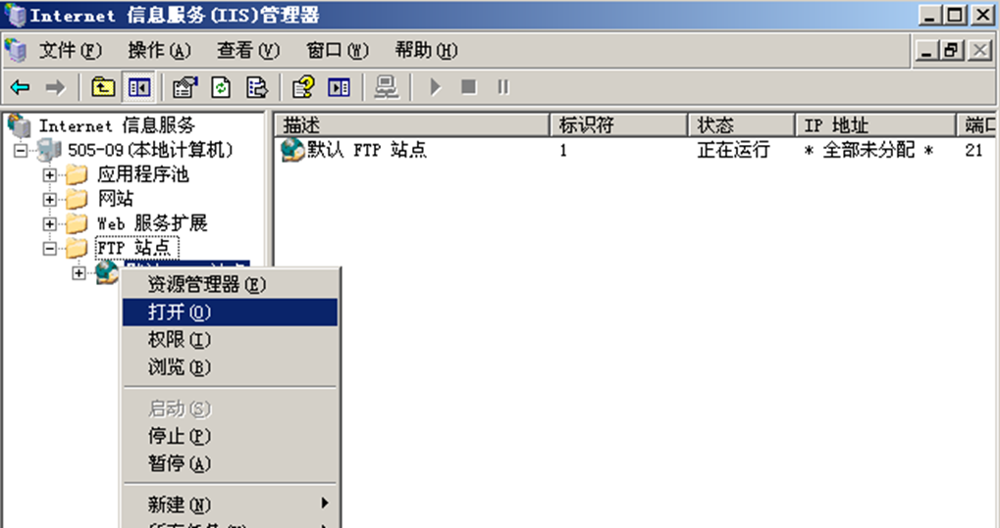 Internet 信息服务(IIS)管理器
文件(F) 操作(A) 查看(V) 窗口(W) 帮助(H)
Internet 信息服务
505-09(本地计算机)
应用程序池
网站
Web 服务扩展
FTP 站点
描述 标识符 状态 IP 地址 端口
默认 FTP 站点 1 正在运行 * 全部未分配 * 21
资源管理器(E)
打开(O)
权限(I)
浏览(B)
启动(S)
停止(P)
暂停(A)
新建(N)